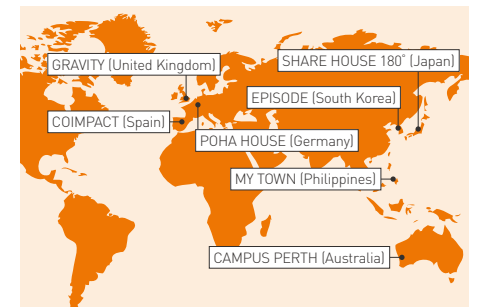 GRAVITY (United Kingdom)
SHARE HOUSE 180° (Japan)
EPISODE (South Korea)
COIMPACT (Spain)
POHA HOUSE (Germany)
MY TOWN (Philippines)
CAMPUS PERTH (Australia)